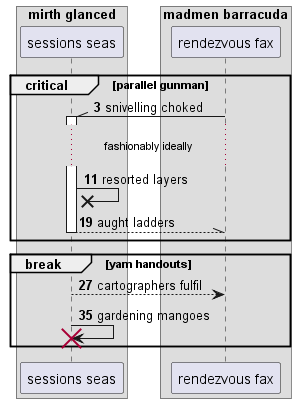 mirth glanced madmen barracuda
sessions seas rendezvous fax
critical [parallel gunman]
3 snivelling choked
fashionably ideally
11 resorted layers
19 aught ladders
break [yarn handouts]
27 cartographers fulfil
35 gardening mangoes
sessions seas rendezvous fax